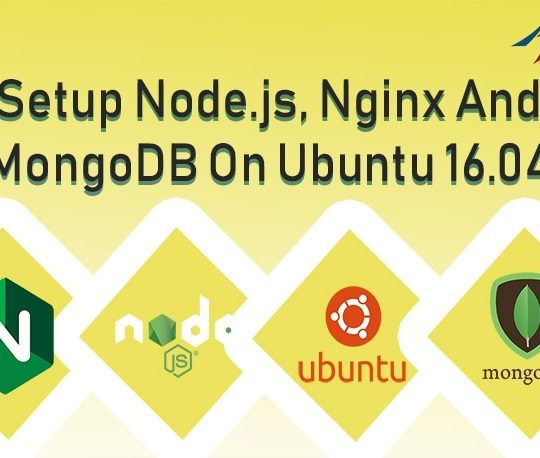 Setup Node.js, Nginx And
MongoDB On Ubuntu 16.04
N
node
JS
ubuntu
mongo